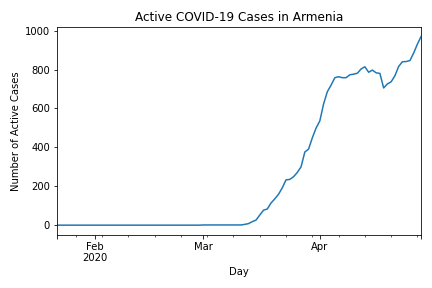 Active COVID-19 Cases in Armenia
1000
800
600
400
200
0
Number of Active Cases
Feb
2020
Mar
Apr
Day